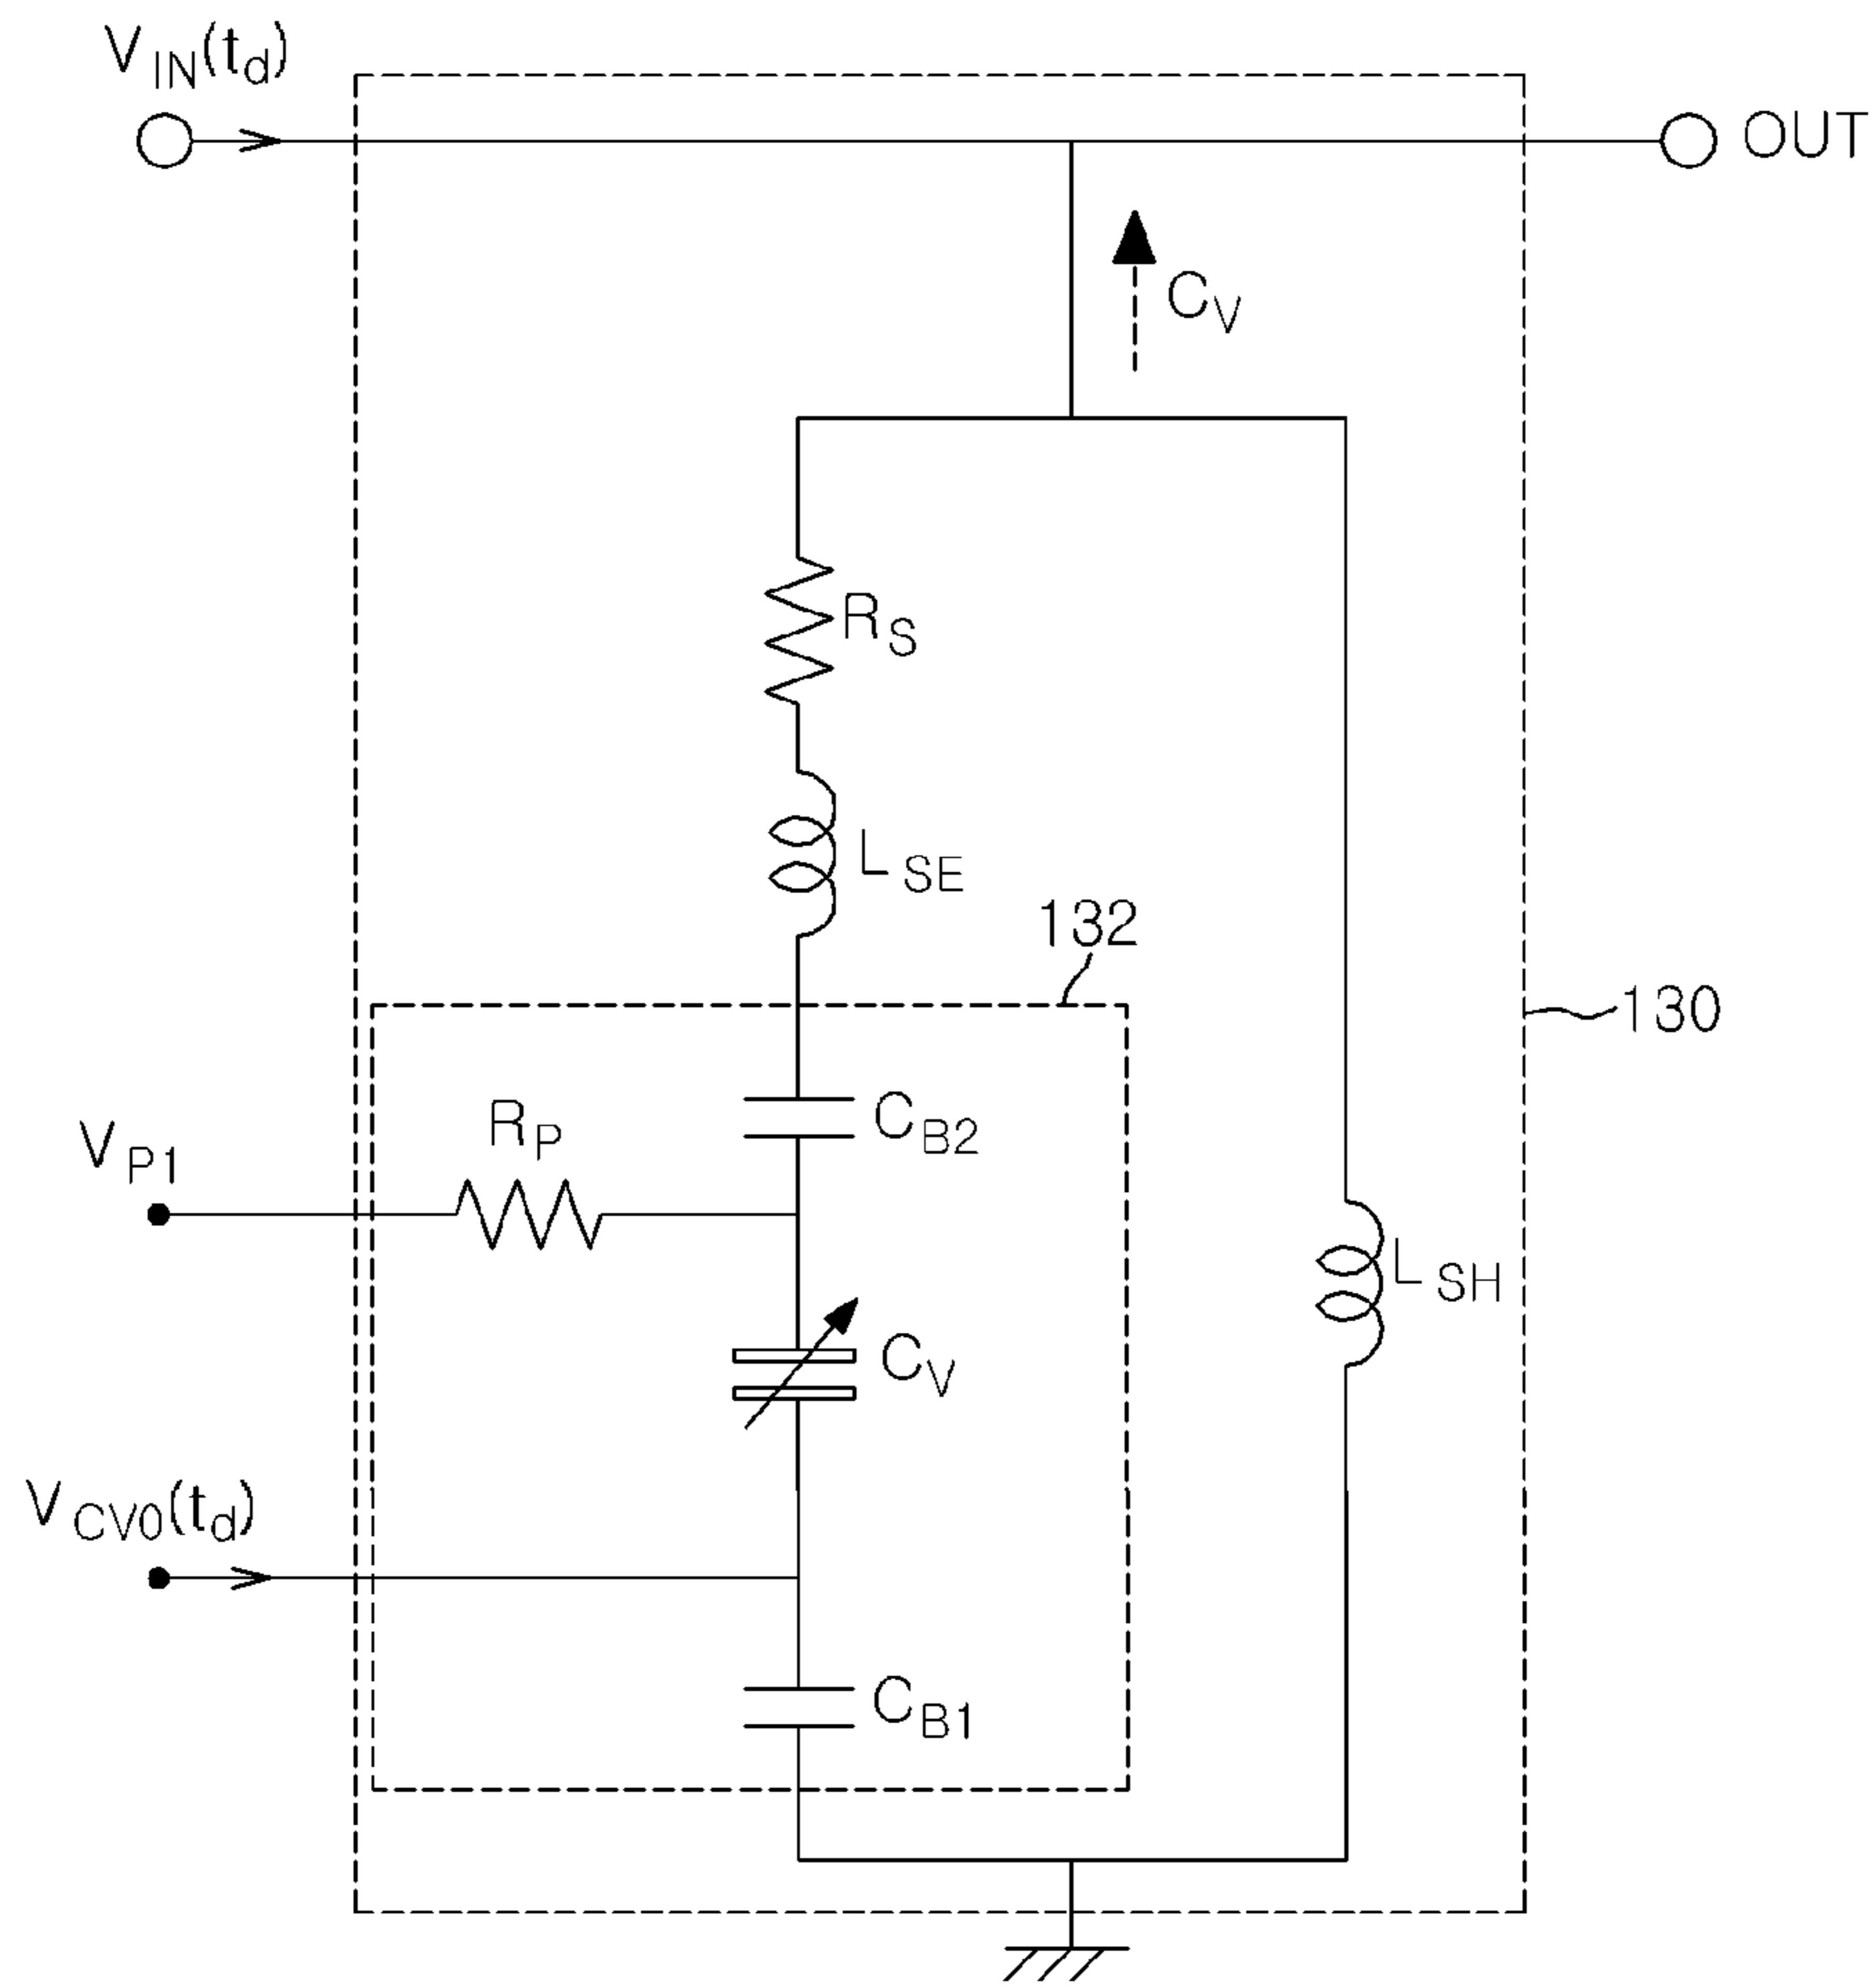 VIN(td)
OUT
CV
RS
LSE
132
130
CB2
RP
VP1
LSH
CV
VCV0(td)
CB1